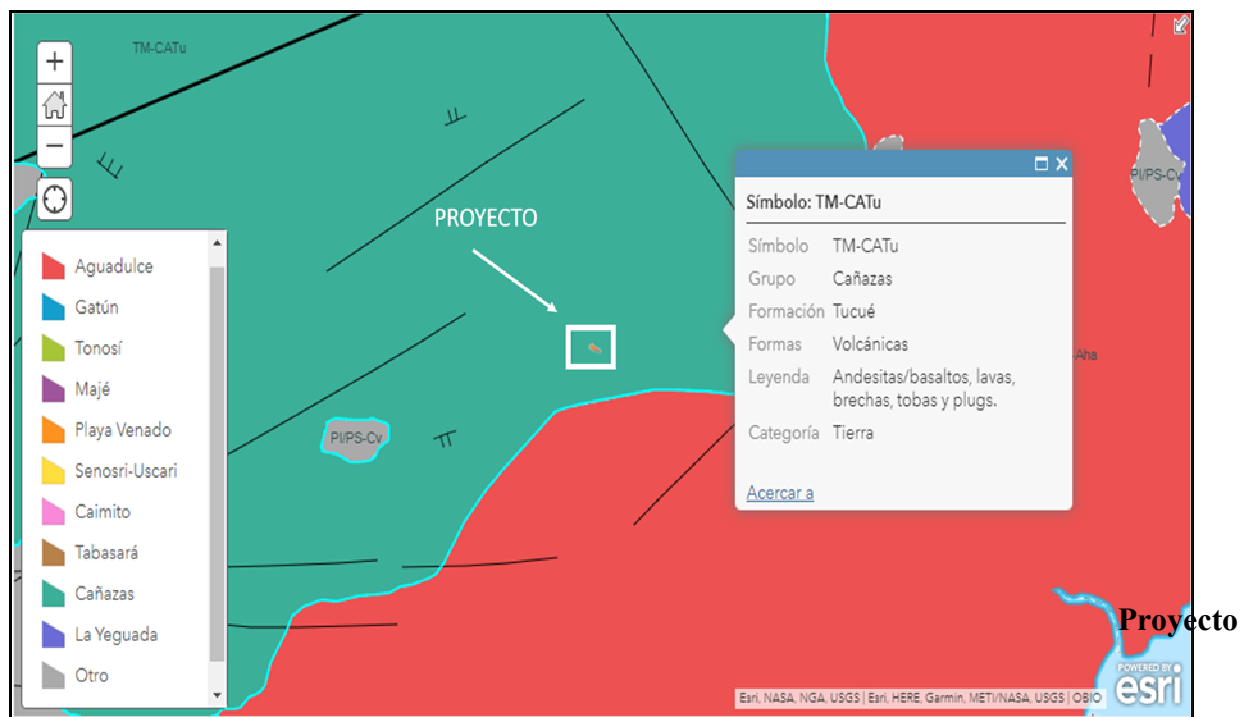 TM-CATu
+
−
PROYECTO
Aguadulce
Gatún
Tonosí
Majé
Playa Venado
Senosri-Uscari
Caimito
Tabasará
Cañazas
La Yeguada
Otro
PI/PS-Cv
Símbolo: TM-CATu
Símbolo TM-CATu
Grupo Cañazas
Formación Tucué
Formas Volcánicas
Leyenda Andesitas/basaltos, lavas,
brechas, tobas y plugs.
Categoría Tierra
Acercar a
PI/PS-Cv
-Aha
Proyecto
POWERED BY
esri
Esri, NASA, NGA, USGS | Esri, HERE, Garmin, METI/NASA, USGS | OBIO